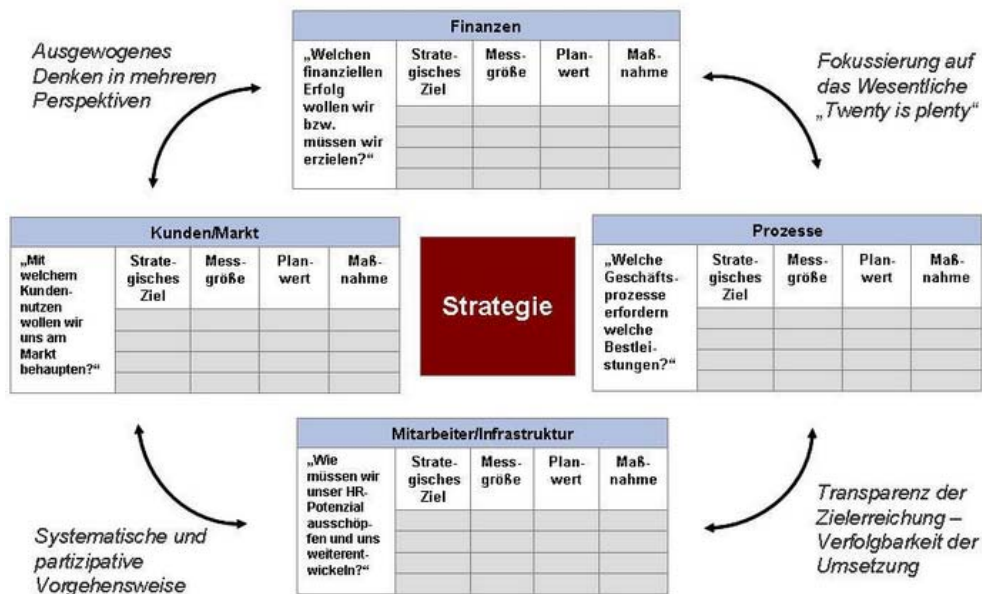 Ausgewogenes
Denken in mehreren
Perspektiven
Finanzen
„Welchen
finanziellen
Erfolg
wollen wir
bzw.
müssen wir
erzielen?“
Strate-
gisches
Ziel
Mess-
größe
Plan-
wert
Maß-
nahme
Fokussierung auf
das Wesentliche
„Twenty is plenty“
Kunden/Markt
„Mit
welchem
Kunden-
nutzen
wollen wir
uns am
Markt
behaupten?“
Strate-
gisches
Ziel
Mess-
größe
Plan-
wert
Maß-
nahme
Strategie
Prozesse
„Welche
Geschäfts-
prozesse
erfordern
welche
Bestlei-
stungen?“
Strate-
gisches
Ziel
Mess-
größe
Plan-
wert
Maß-
nahme
Mitarbeiter/Infrastruktur
„Wie
müssen wir
unser HR-
Potenzial
ausschöp-
fen und uns
weiterent-
wickeln?“
Strate-
gisches
Ziel
Mess-
größe
Plan-
wert
Maß-
nahme
Systematische und
partizipative
Vorgehensweise
Transparenz der
Zielerreichung –
Verfolgbarkeit der
Umsetzung